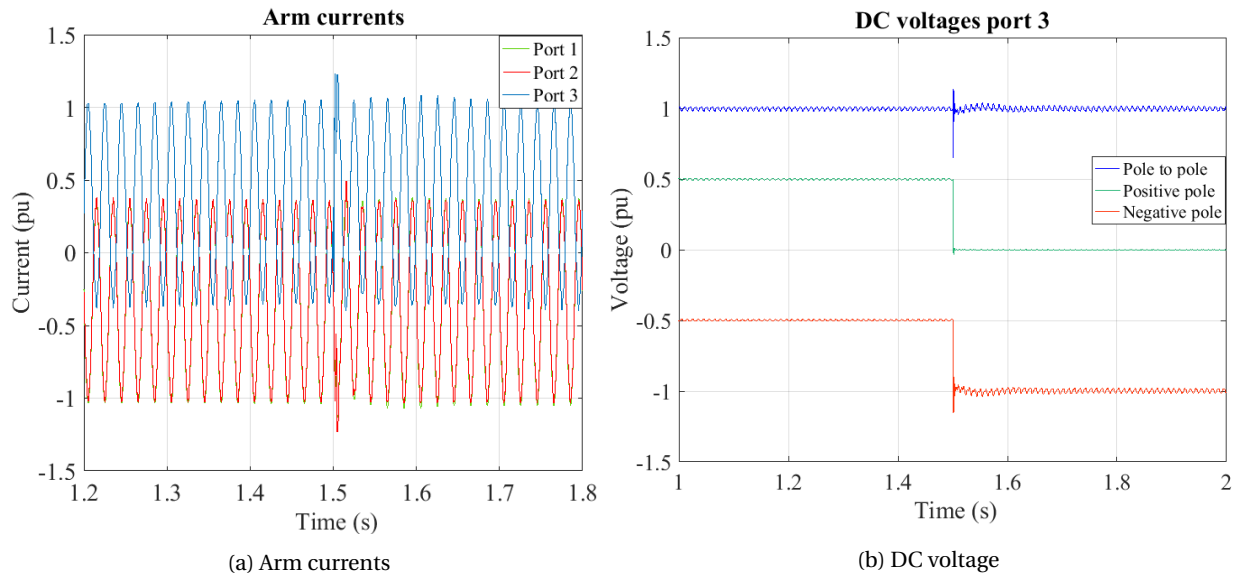 Arm currents
1.5
1
0.5
0
-0.5
-1
-1.5
Current (pu)
Port 1
Port 2
Port 3
1.2
1.3
1.4
1.5
1.6
1.7
1.8
Time (s)
(a) Arm currents
DC voltages port 3
1.5
1
0.5
0
-0.5
-1
-1.5
Voltage (pu)
Pole to pole
Positive pole
Negative pole
1
1.2
1.4
1.6
1.8
2
Time (s)
(b) DC voltage